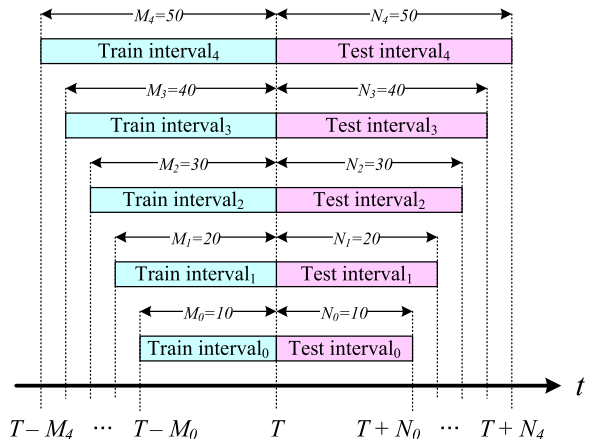 M₄=50 N₄=50
Train interval₄ Test interval₄
M₃=40 N₃=40
Train interval₃ Test interval₃
M₂=30 N₂=30
Train interval₂ Test interval₂
M₁=20 N₁=20
Train interval₁ Test interval₁
M₀=10 N₀=10
Train interval₀ Test interval₀
t
T − M₄ ··· T − M₀ T T + N₀ ··· T + N₄